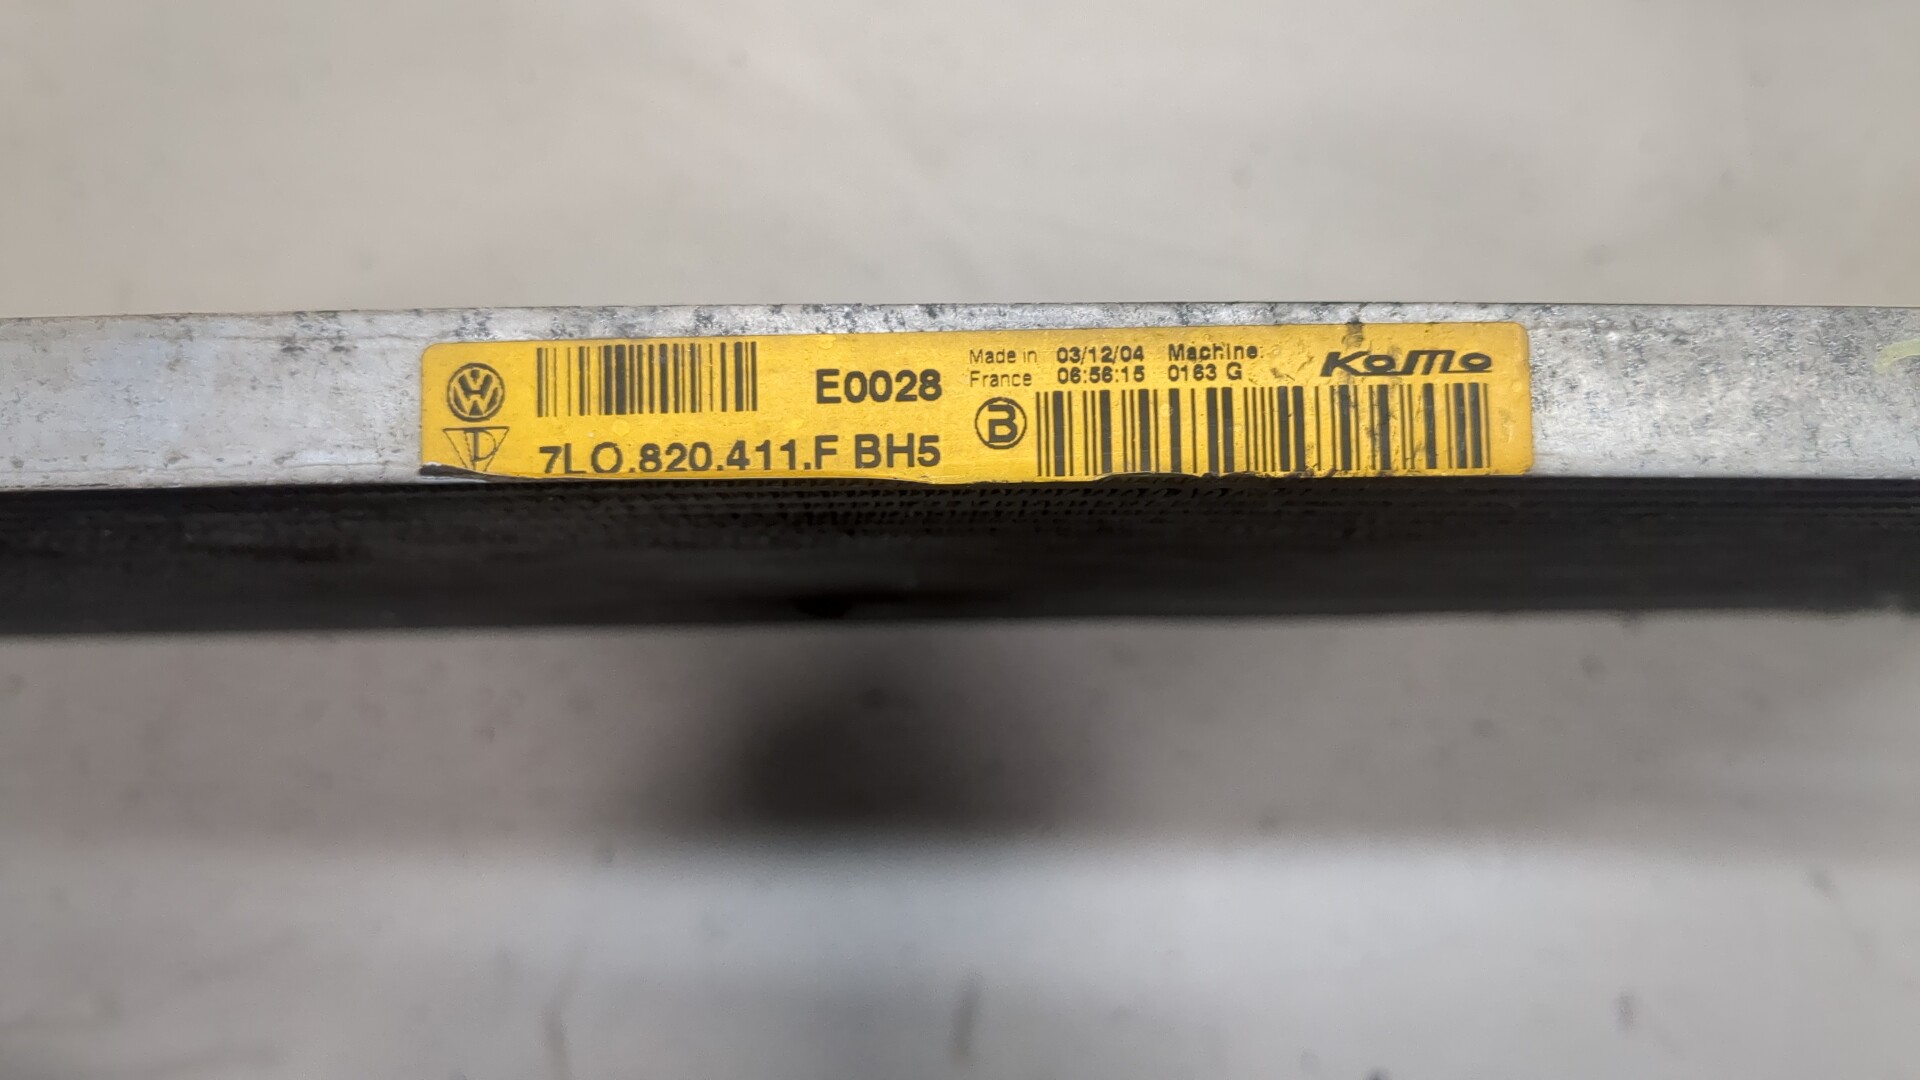 E0028
7L0.820.411.F BH5
Made in France
03/12/04
06:56:15
Machine:
0163 G
B
KoMo